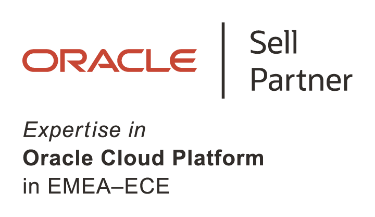 ORACLE
Sell
Partner
Expertise in
Oracle Cloud Platform
in EMEA–ECE